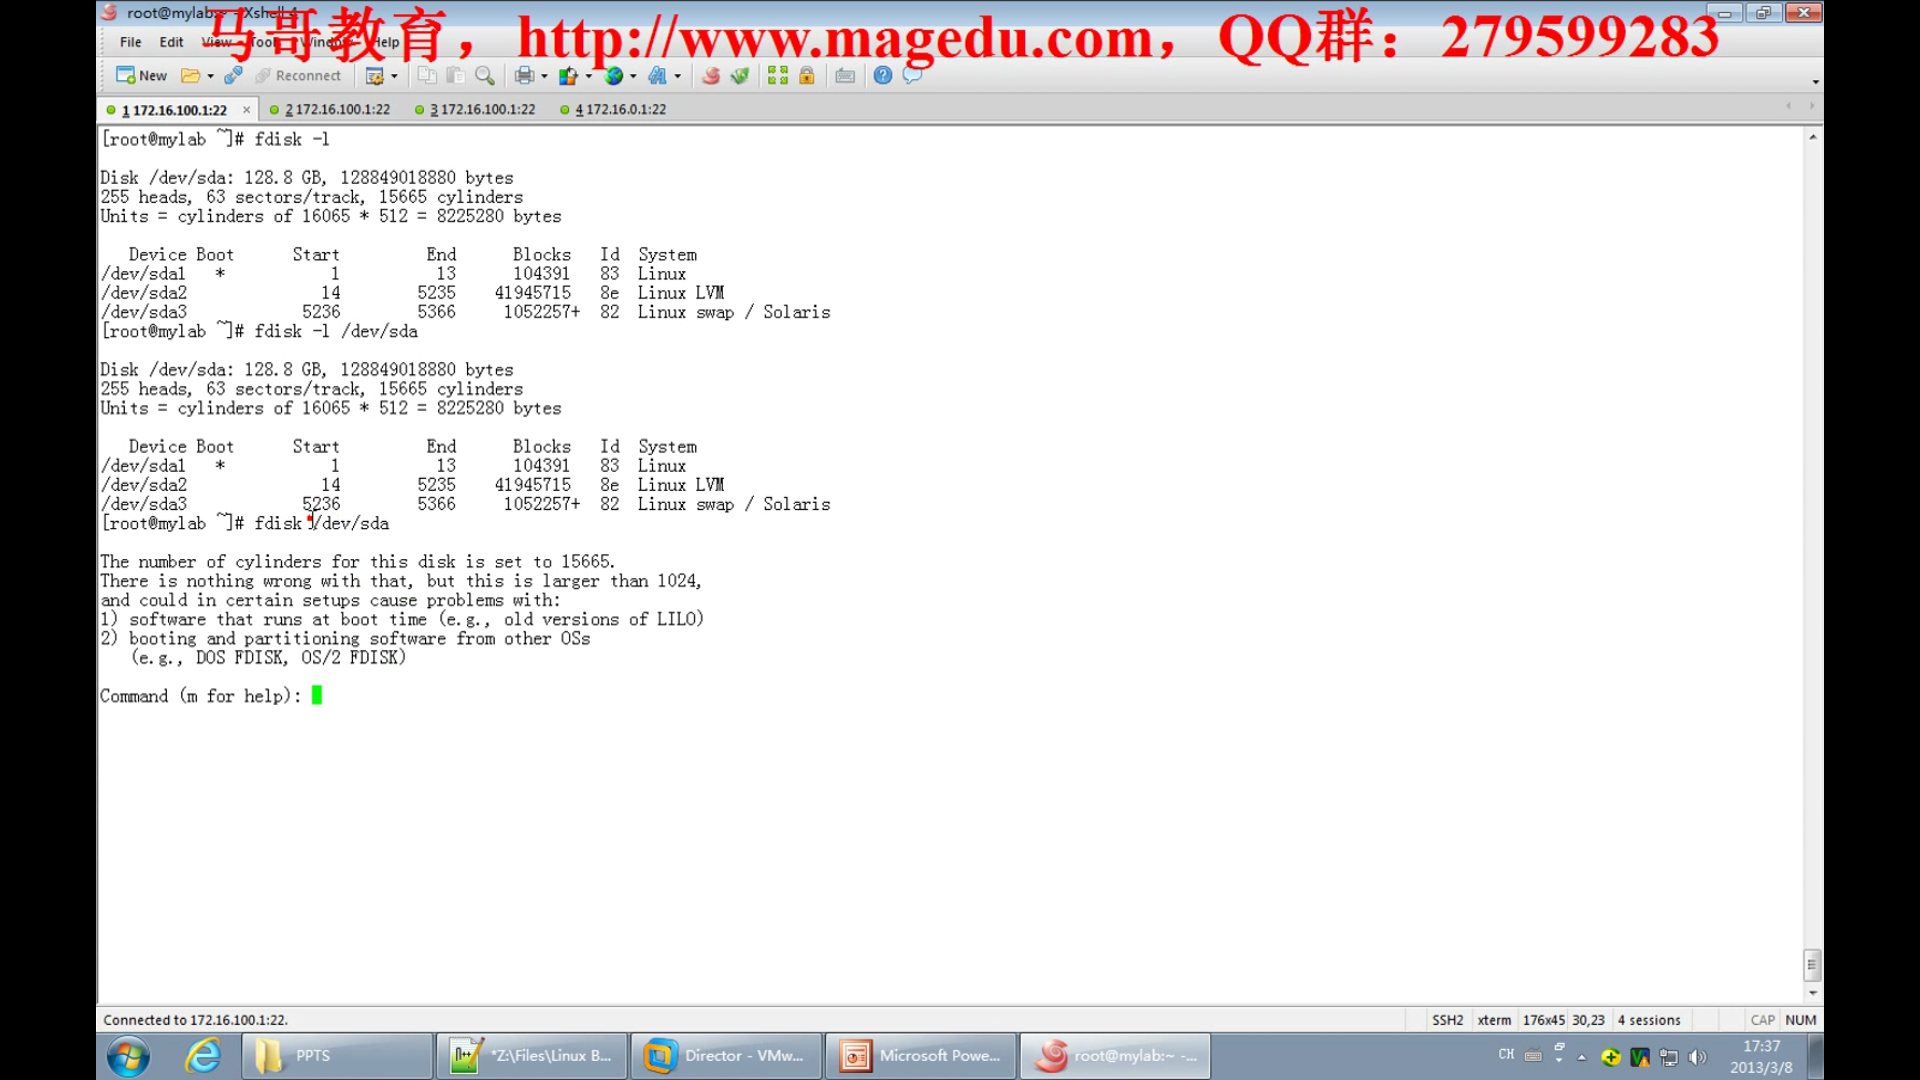 root@mylab:~ - Xshell 4
马哥教育，http://www.magedu.com，QQ群：279599283
File Edit View Tools Window Help
New Reconnect
1 172.16.100.1:22 2 172.16.100.1:22 3 172.16.100.1:22 4 172.16.0.1:22
[root@mylab ~]# fdisk -l
Disk /dev/sda: 128.8 GB, 128849018880 bytes
255 heads, 63 sectors/track, 15665 cylinders
Units = cylinders of 16065 * 512 = 8225280 bytes
Device Boot Start End Blocks Id System
/dev/sda1 * 1 13 104391 83 Linux
/dev/sda2 14 5235 41945715 8e Linux LVM
/dev/sda3 5236 5366 1052257+ 82 Linux swap / Solaris
[root@mylab ~]# fdisk -l /dev/sda
Disk /dev/sda: 128.8 GB, 128849018880 bytes
255 heads, 63 sectors/track, 15665 cylinders
Units = cylinders of 16065 * 512 = 8225280 bytes
Device Boot Start End Blocks Id System
/dev/sda1 * 1 13 104391 83 Linux
/dev/sda2 14 5235 41945715 8e Linux LVM
/dev/sda3 5236 5366 1052257+ 82 Linux swap / Solaris
[root@mylab ~]# fdisk /dev/sda
The number of cylinders for this disk is set to 15665.
There is nothing wrong with that, but this is larger than 1024,
and could in certain setups cause problems with:
1) software that runs at boot time (e.g., old versions of LILO)
2) booting and partitioning software from other OSs
(e.g., DOS FDISK, OS/2 FDISK)
Command (m for help):
Connected to 172.16.100.1:22. SSH2 xterm 176x45 30,23 4 sessions CAP NUM
PPTS *Z:\Files\Linux B... Director - VMw... Microsoft Powe... root@mylab:~ -... CH 17:37
2013/3/8